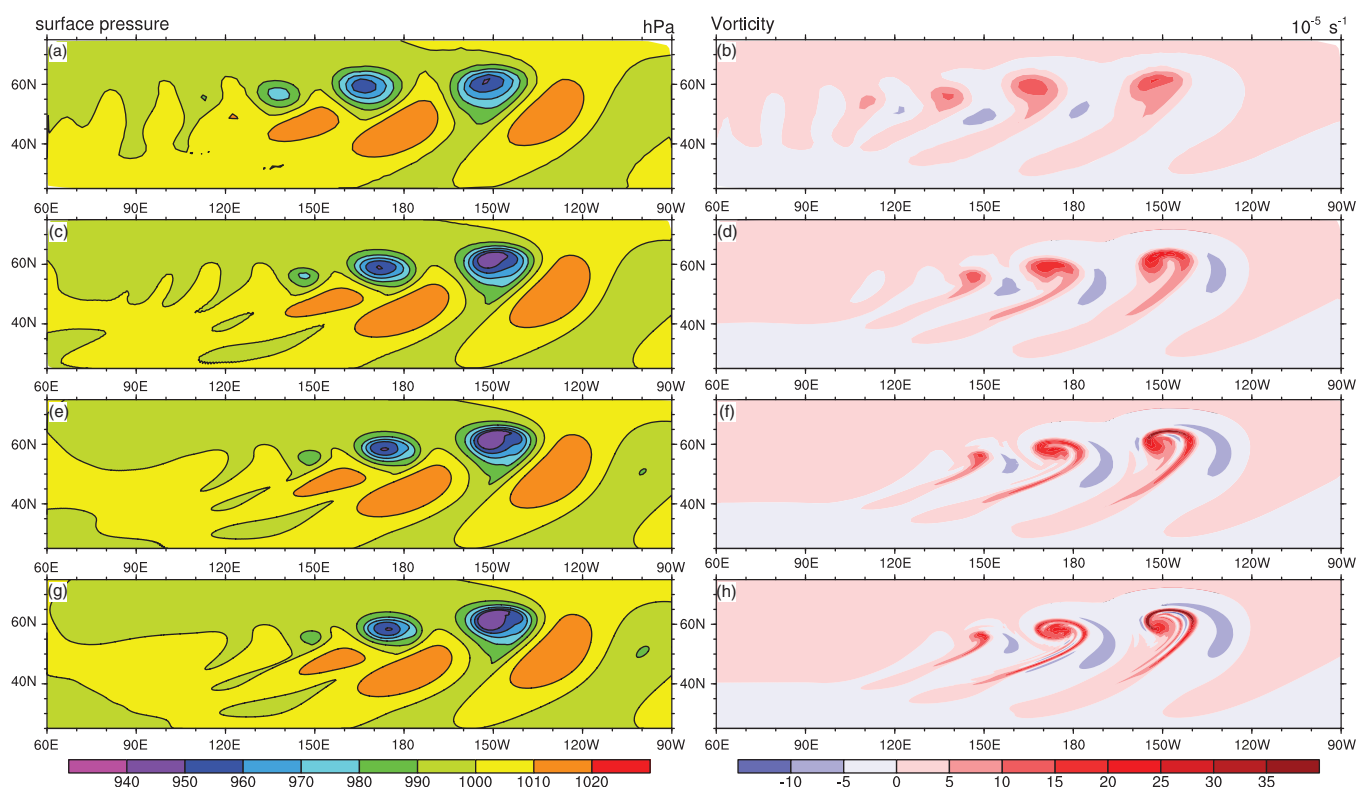 surface pressure hPa Vorticity 10⁻⁵ s⁻¹
(a) (b)
60N 60N
40N 40N
60E 90E 120E 150E 180 150W 120W 90W 60E 90E 120E 150E 180 150W 120W 90W
(c) (d)
60N 60N
40N 40N
60E 90E 120E 150E 180 150W 120W 90W 60E 90E 120E 150E 180 150W 120W 90W
(e) (f)
60N 60N
40N 40N
60E 90E 120E 150E 180 150W 120W 90W 60E 90E 120E 150E 180 150W 120W 90W
(g) (h)
60N 60N
40N 40N
60E 90E 120E 150E 180 150W 120W 90W 60E 90E 120E 150E 180 150W 120W 90W
940 950 960 970 980 990 1000 1010 1020 -10 -5 0 5 10 15 20 25 30 35